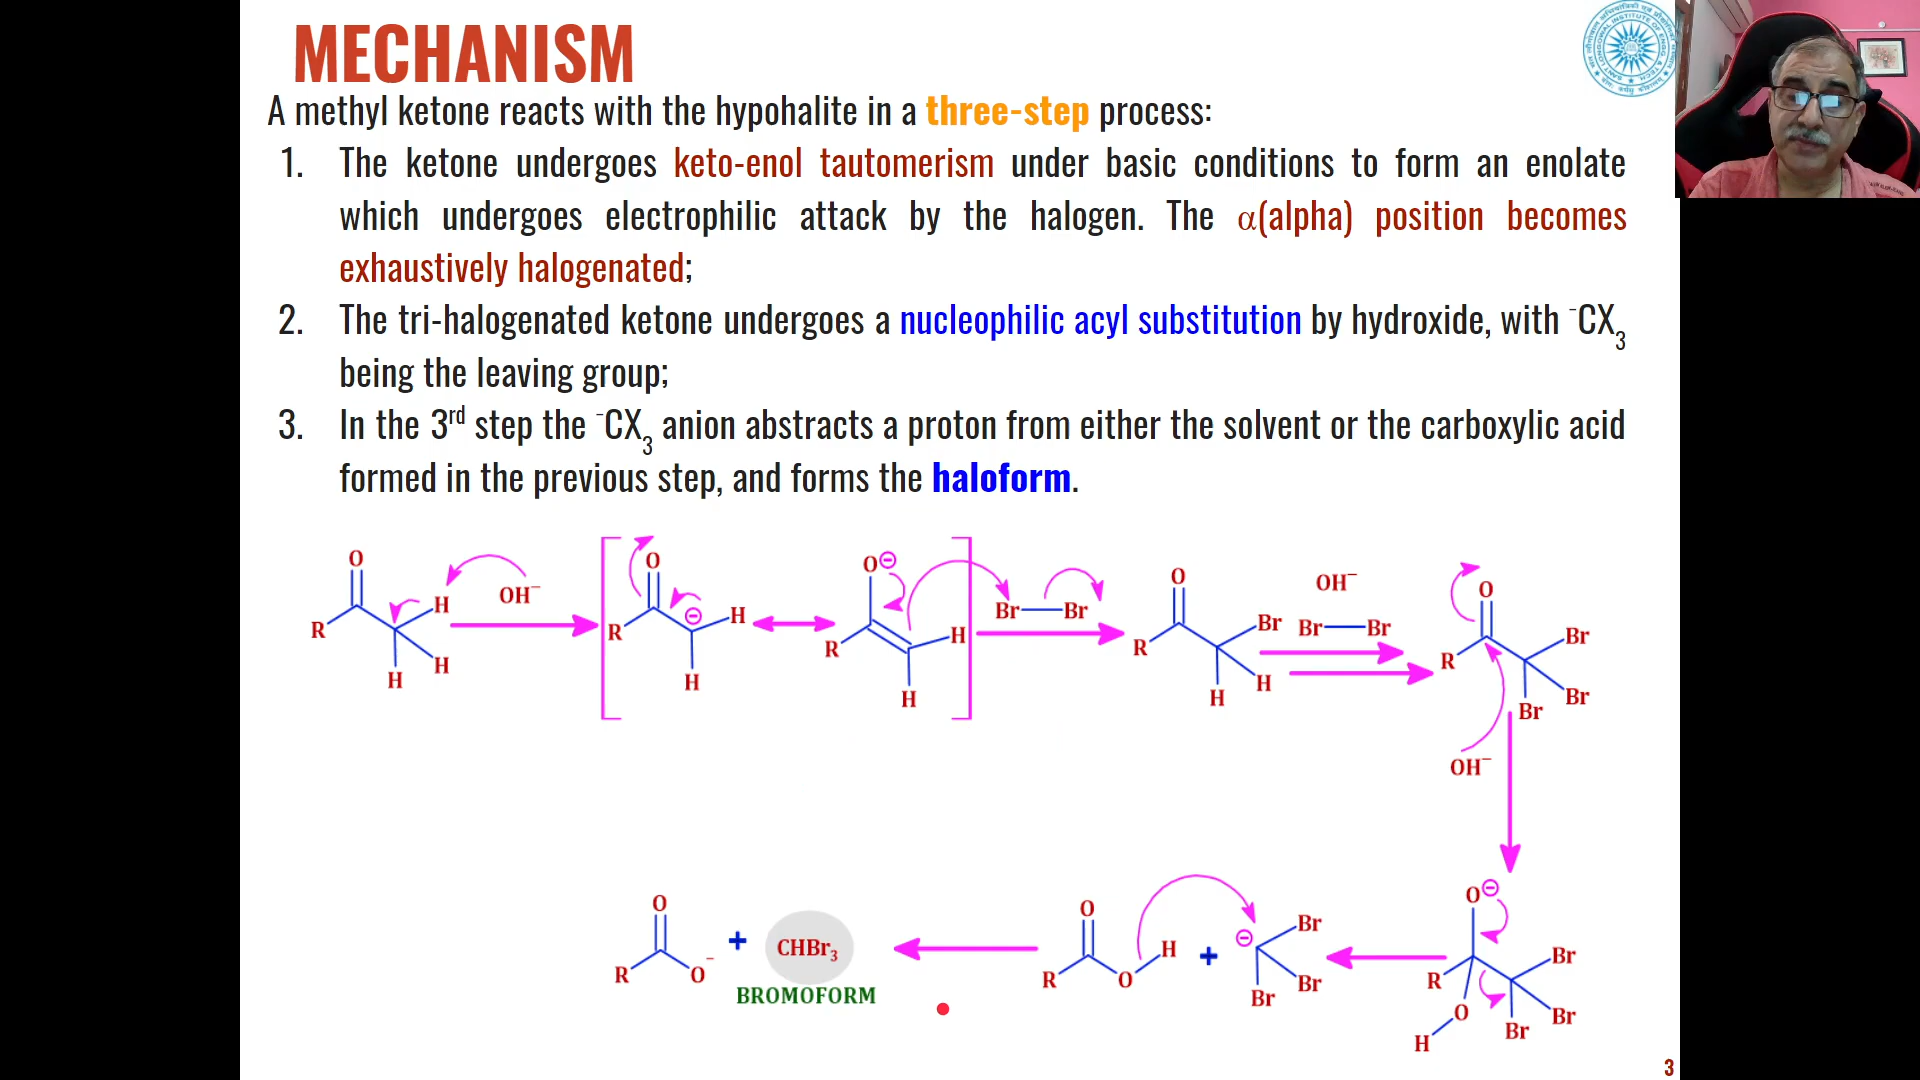 MECHANISM
A methyl ketone reacts with the hypohalite in a three-step process:
1. The ketone undergoes keto-enol tautomerism under basic conditions to form an enolate
which undergoes electrophilic attack by the halogen. The α(alpha) position becomes
exhaustively halogenated;
2. The tri-halogenated ketone undergoes a nucleophilic acyl substitution by hydroxide, with ⁻CX₃
being the leaving group;
3. In the 3ʳᵈ step the ⁻CX₃ anion abstracts a proton from either the solvent or the carboxylic acid
formed in the previous step, and forms the haloform.
O
R
H
H
H
OH⁻
O
R
⊖
H
H
O⊖
R
H
H
Br—Br
O
R
Br
H
H
OH⁻
Br—Br
O
R
Br
Br
Br
OH⁻
O⊖
R
O
H
Br
Br
Br
O
R
O
H
+
⊖
Br
Br
Br
O
R
O⁻
+
CHBr₃
BROMOFORM
3